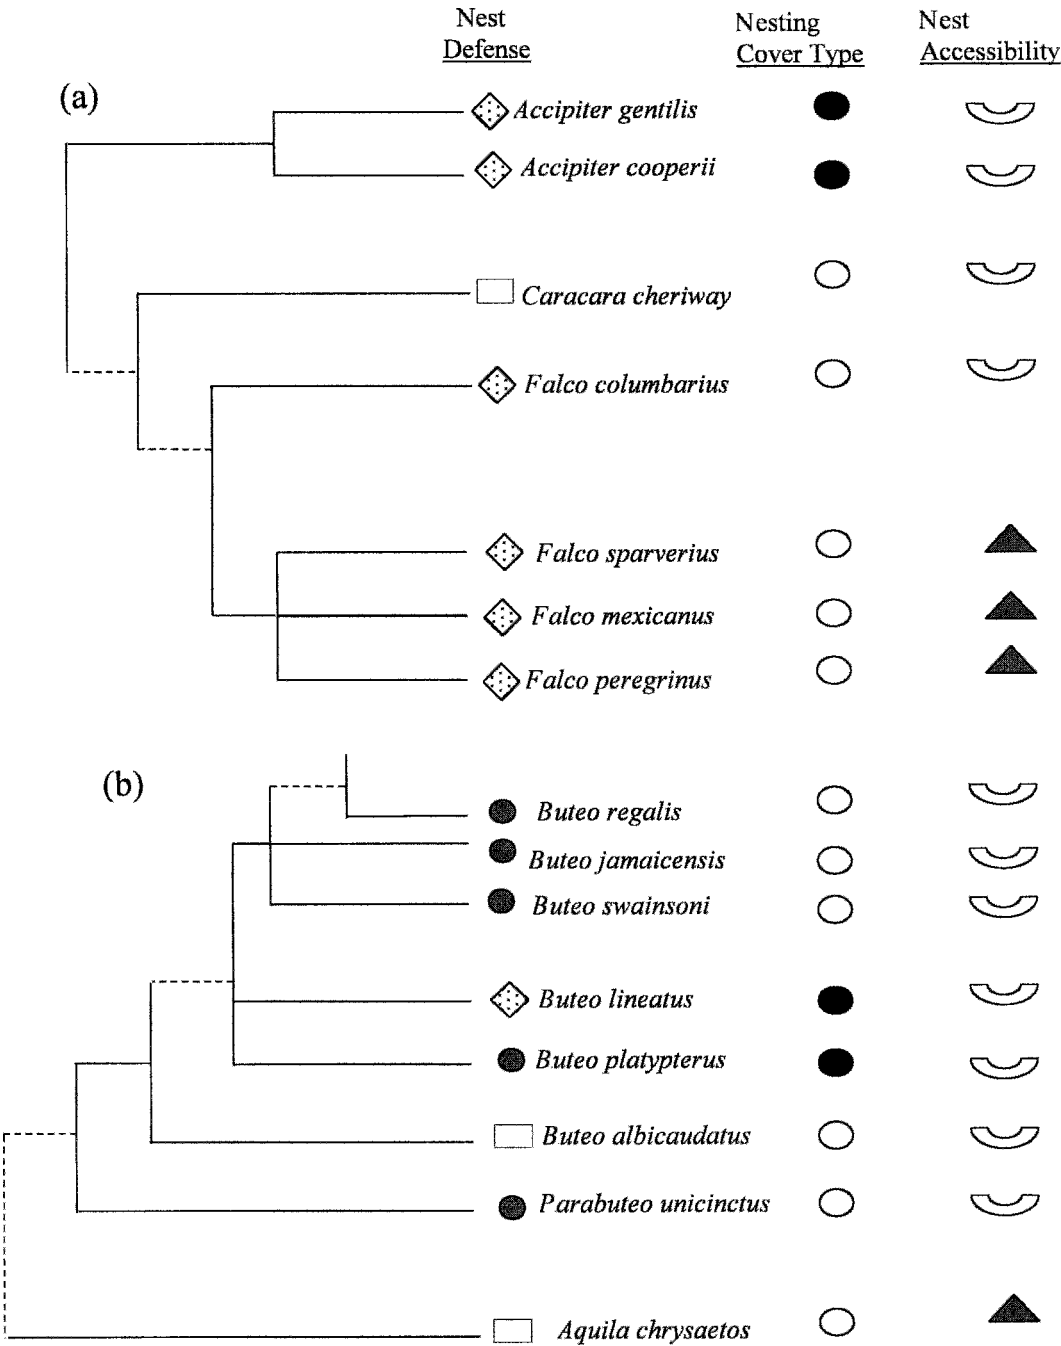 Nest Defense
Nesting Cover Type
Nest Accessibility
(a)
Accipiter gentilis
Accipiter cooperii
Caracara cheriway
Falco columbarius
Falco sparverius
Falco mexicanus
Falco peregrinus
(b)
Buteo regalis
Buteo jamaicensis
Buteo swainsoni
Buteo lineatus
Buteo platypterus
Buteo albicaudatus
Parabuteo unicinctus
Aquila chrysaetos